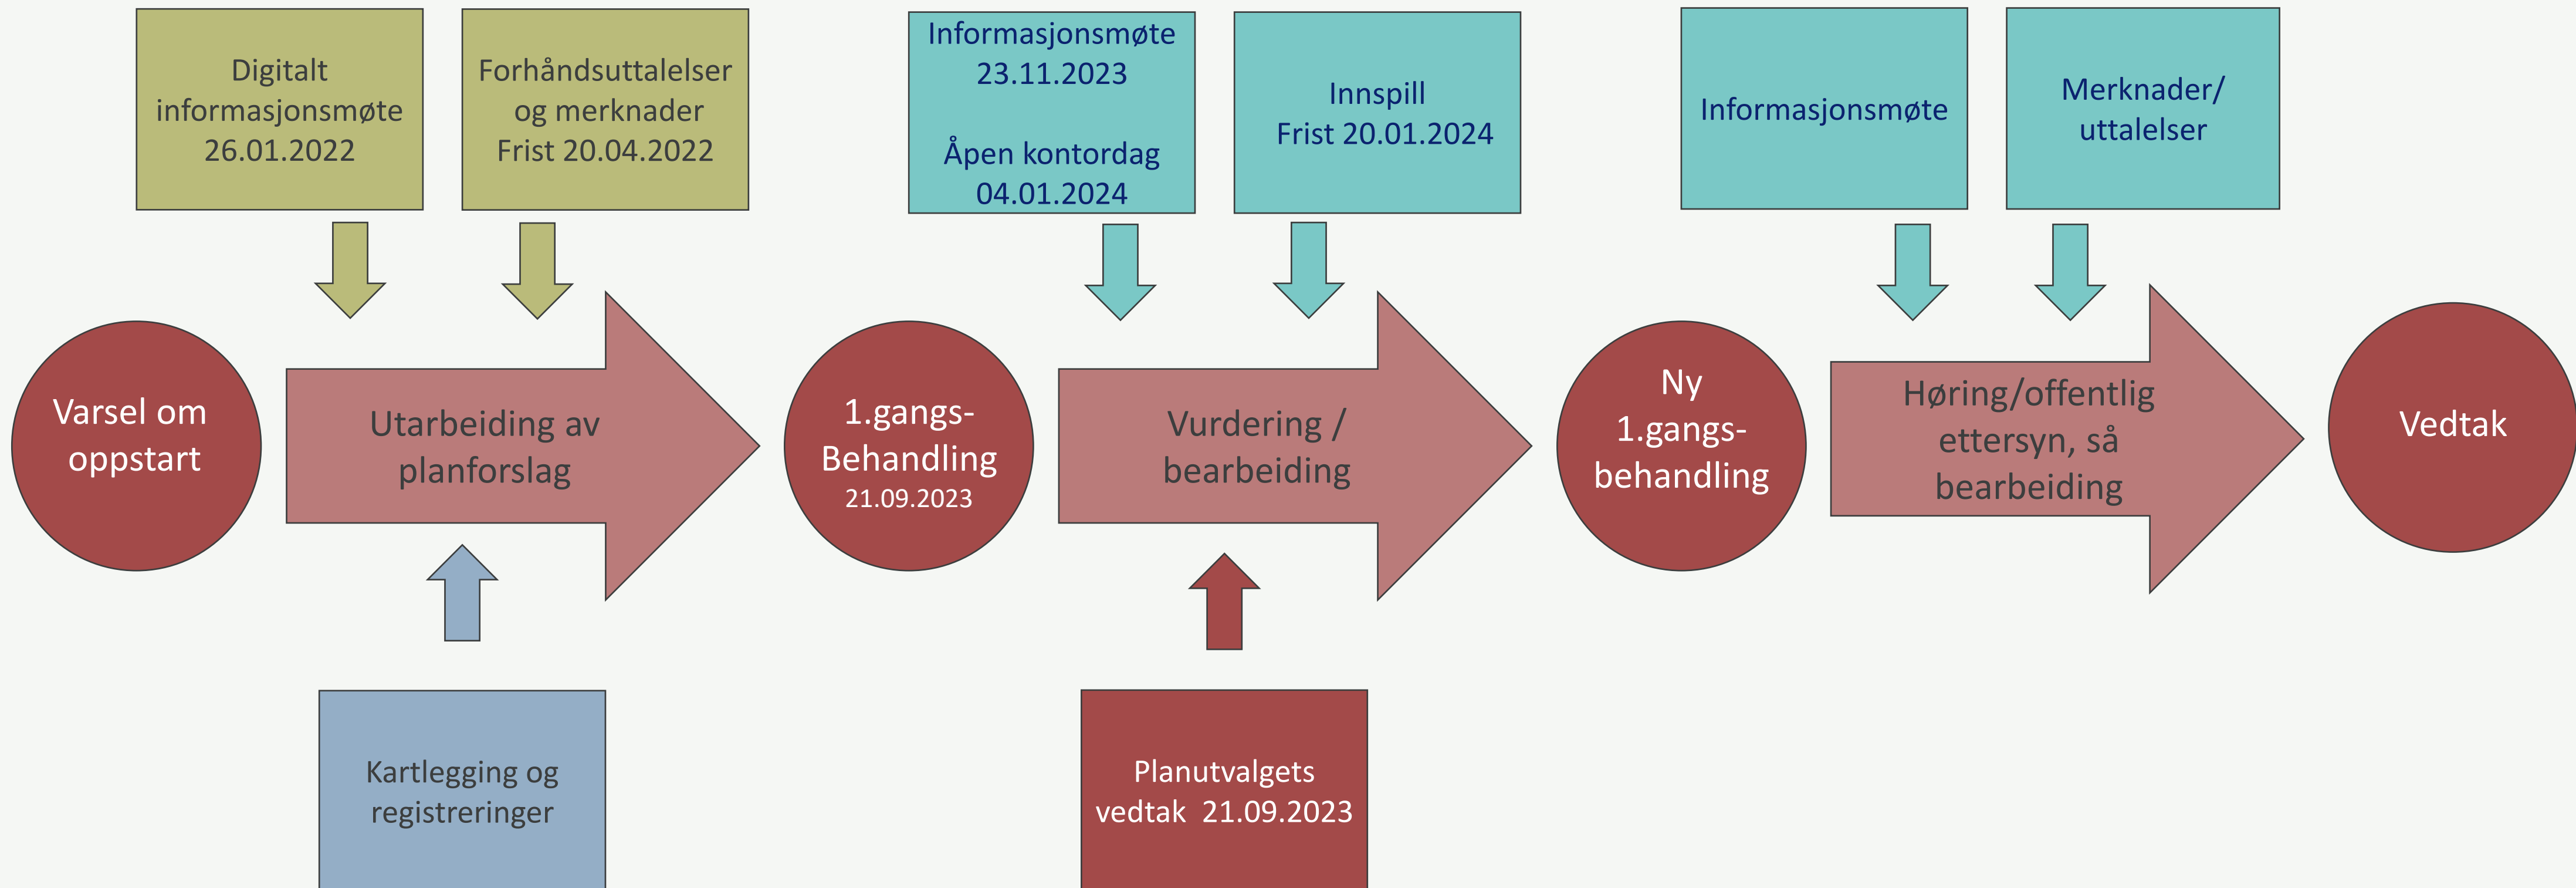 Digitalt
informasjonsmøte
26.01.2022
Forhåndsuttalelser
og merknader
Frist 20.04.2022
Informasjonsmøte
23.11.2023
Åpen kontordag
04.01.2024
Innspill
Frist 20.01.2024
Informasjonsmøte
Merknader/
uttalelser
Varsel om
oppstart
Utarbeiding av
planforslag
1.gangs-
Behandling
21.09.2023
Vurdering /
bearbeiding
Ny
1.gangs-
behandling
Høring/offentlig
ettersyn, så
bearbeiding
Vedtak
Kartlegging og
registreringer
Planutvalgets
vedtak 21.09.2023